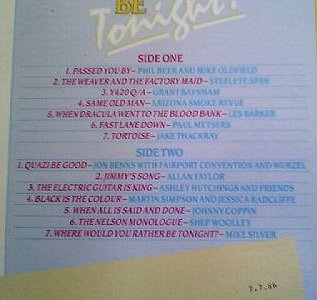 BE
Tonight?
SIDE ONE
1. PASSED YOU BY – PHIL BEER AND MIKE OLDFIELD
2. THE WEAVER AND THE FACTORY MAID – STEELEYE SPAN
3. V420 Q/A – GRANT BAYNHAM
4. SAME OLD MAN – ARIZONA SMOKE REVUE
5. WHEN DRACULA WENT TO THE BLOOD BANK – LES BARKER
6. FAST LANE DOWN – PAUL METSERS
7. TORTOISE – JAKE THACKRAY
SIDE TWO
1. QUAZI BE GOOD – JON BENNS WITH FAIRPORT CONVENTION AND WURZEL
2. JIMMY'S SONG – ALLAN TAYLOR
3. THE ELECTRIC GUITAR IS KING – ASHLEY HUTCHINGS AND FRIENDS
4. BLACK IS THE COLOUR – MARTIN SIMPSON AND JESSICA RADCLIFFE
5. WHEN ALL IS SAID AND DONE – JOHNNY COPPIN
6. THE NELSON MONOLOGUE – SHEP WOOLLEY
7. WHERE WOULD YOU RATHER BE TONIGHT? – MIKE SILVER
7.7.86